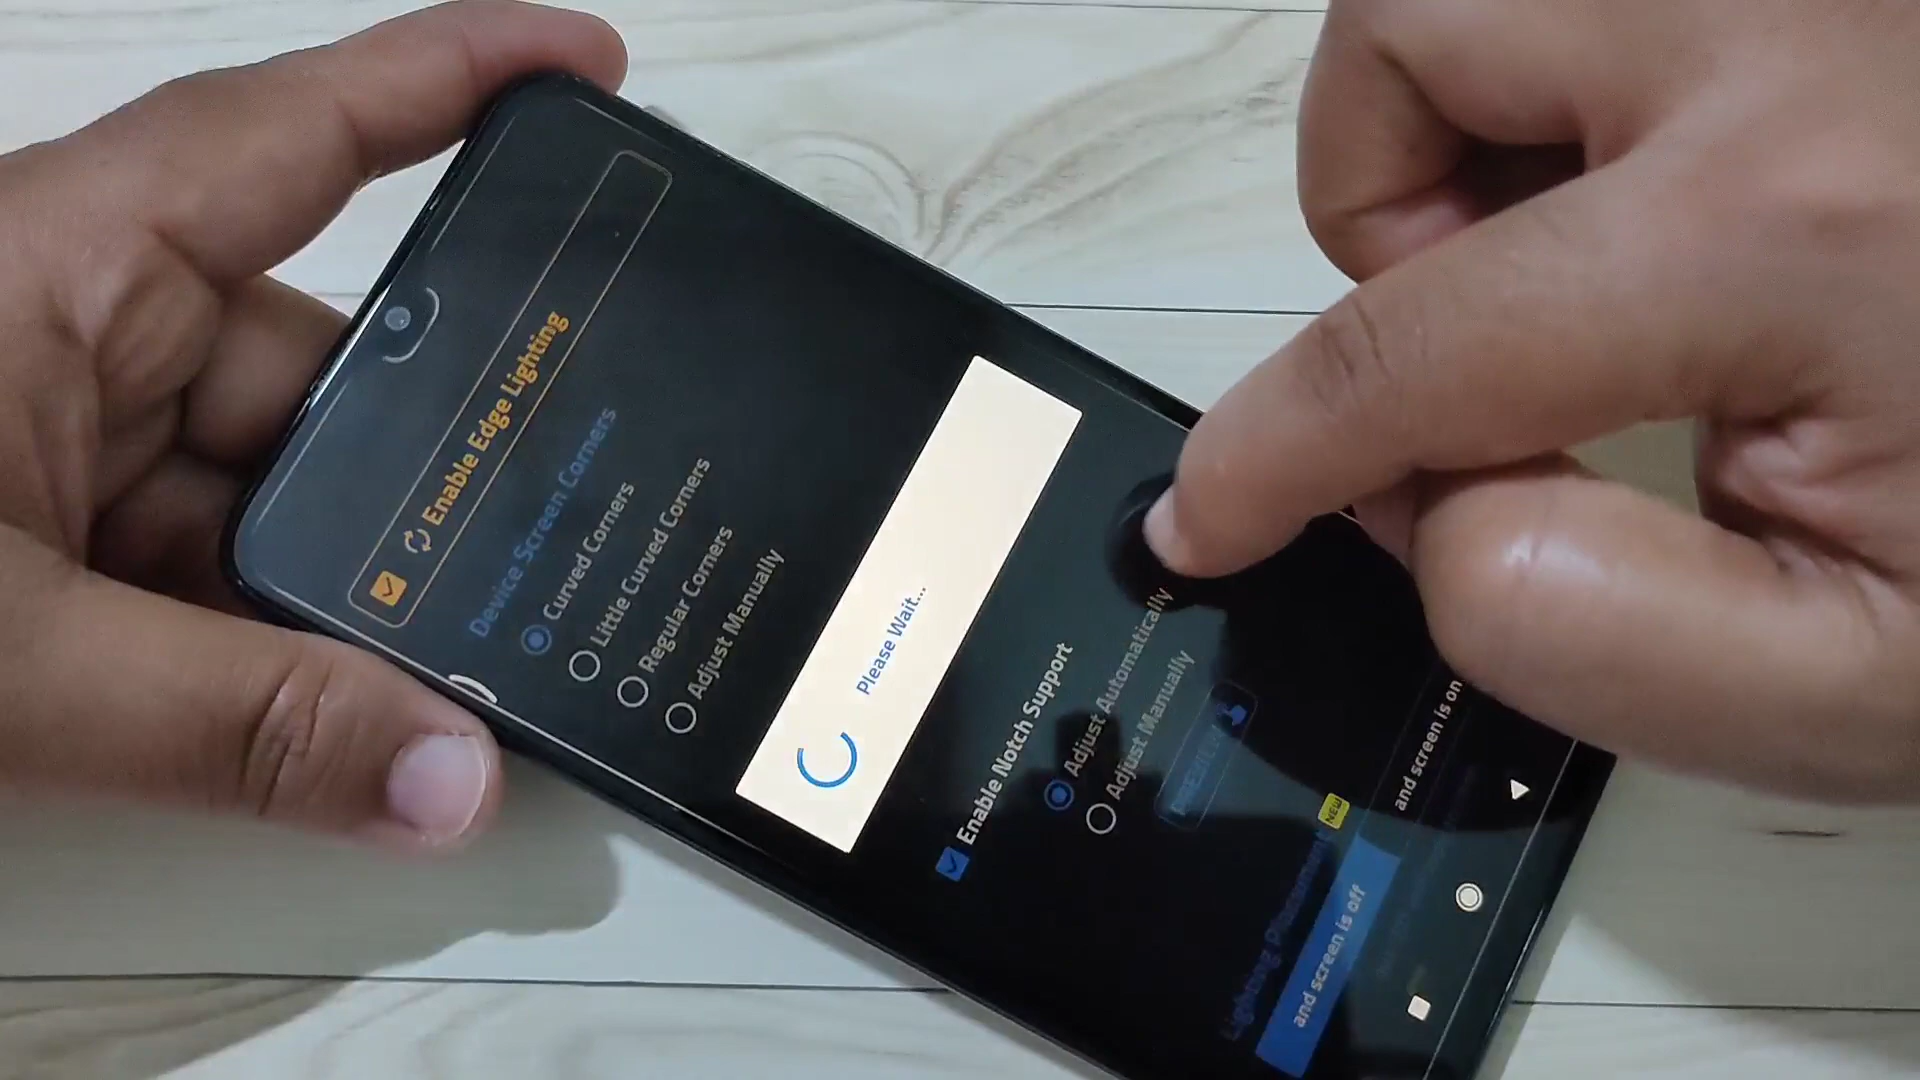 Enable Edge Lighting
Device Screen Corners
Curved Corners
Little Curved Corners
Regular Corners
Adjust Manually
Please Wait...
Enable Notch Support
Adjust Automatically
Adjust Manually
PREVIEW
Lighting Placement
NEW
and screen is off
and screen is on